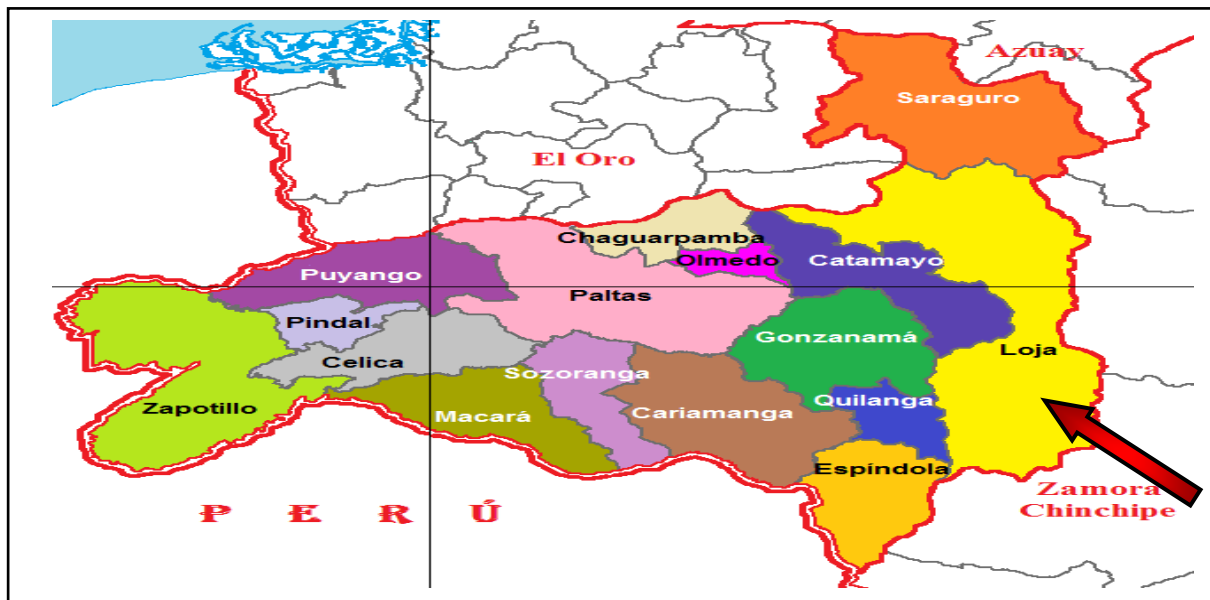 Azuay
Saraguro
El Oro
Chaguarpamba
Olmedo
Catamayo
Puyango
Paltas
Pindal
Gonzanamá
Loja
Celica
Sozoranga
Zapotillo
Macará
Cariamanga
Quilanga
Espíndola
Zamora
Chinchipe
P E R Ú